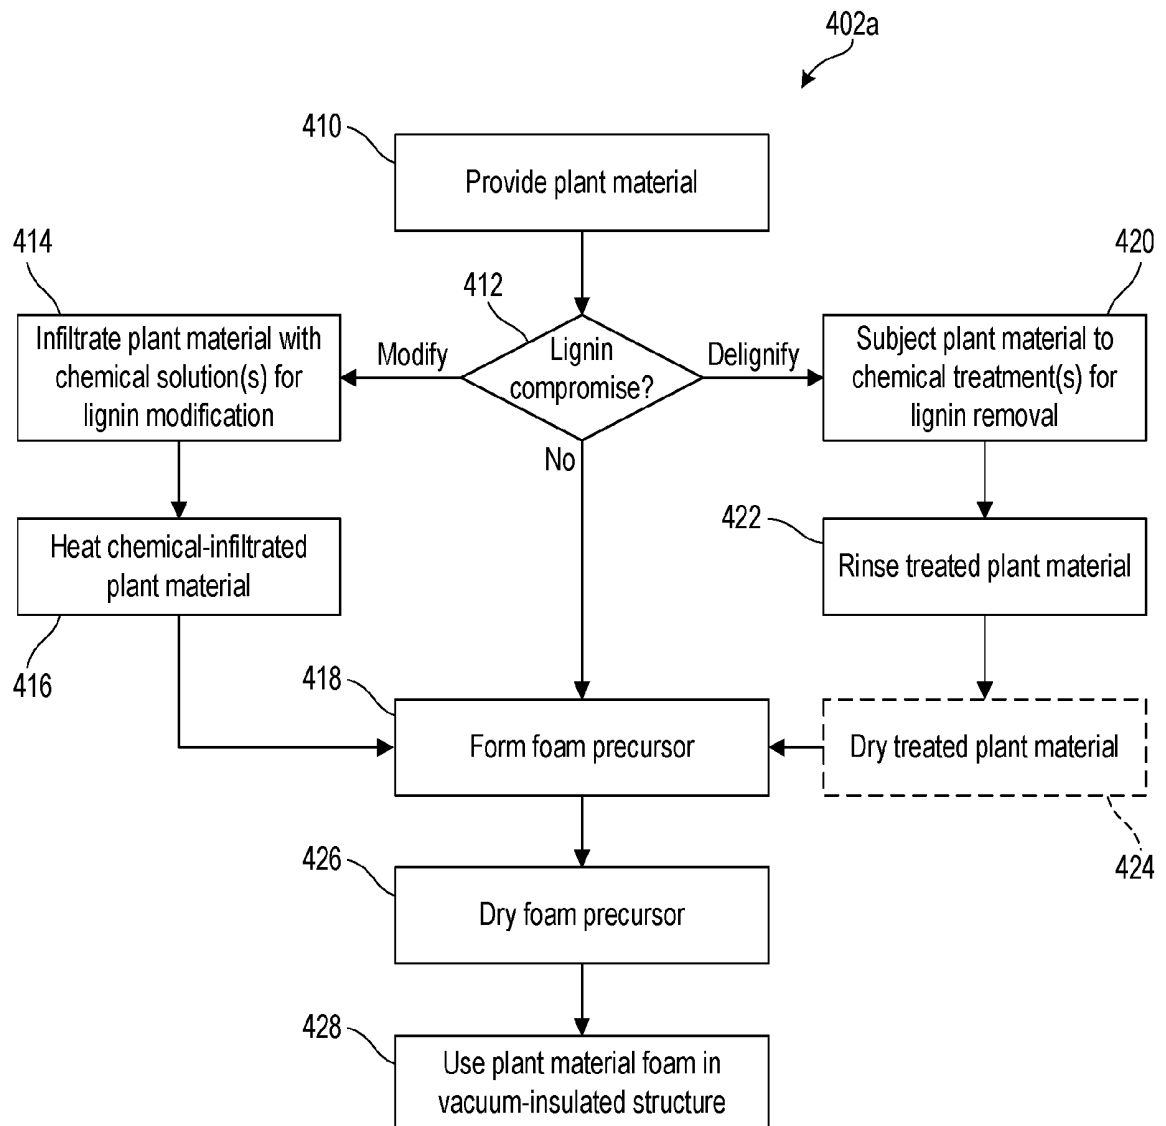 402a
410
Provide plant material
414
412
420
Infiltrate plant material with
chemical solution(s) for
lignin modification
Modify
Lignin
compromise?
Delignify
Subject plant material to
chemical treatment(s) for
lignin removal
No
422
Heat chemical-infiltrated
plant material
Rinse treated plant material
416
418
Form foam precursor
Dry treated plant material
424
426
Dry foam precursor
428
Use plant material foam in
vacuum-insulated structure